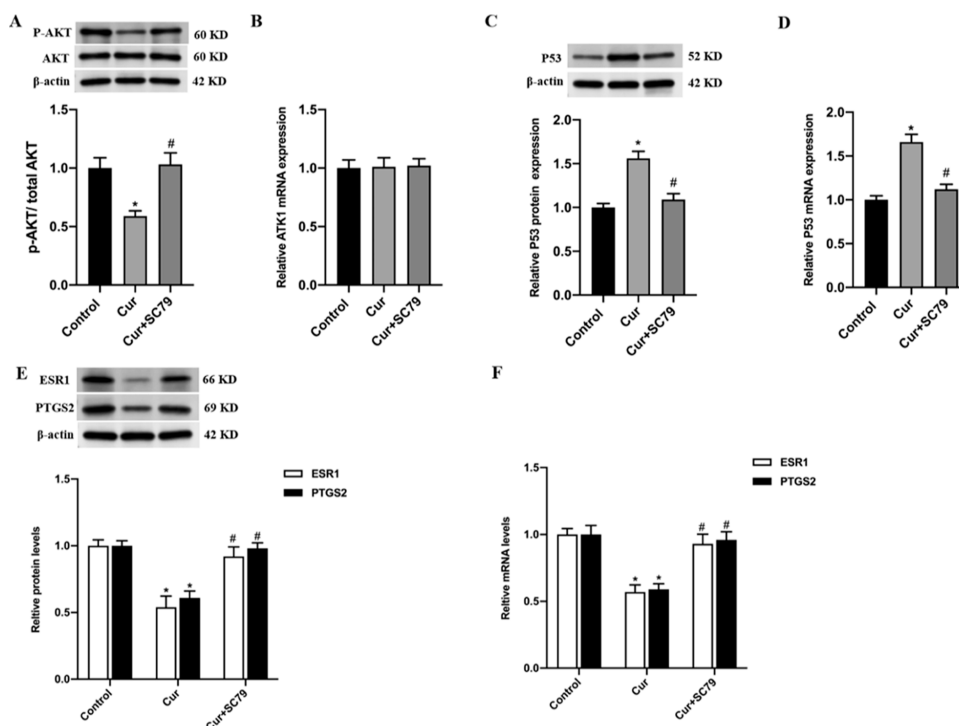 A
P-AKT
60 KD
AKT
60 KD
β-actin
42 KD
p-AKT/ total AKT
1.5
1.0
0.5
0.0
*
#
Control
Cur
Cur+SC79
B
Relative ATK1 mRNA expression
1.5
1.0
0.5
0.0
Control
Cur
Cur+SC79
C
P53
52 KD
β-actin
42 KD
Relative P53 protein expression
2.0
1.5
1.0
0.5
0.0
*
#
Control
Cur
Cur+SC79
D
Relative P53 mRNA expression
2.0
1.5
1.0
0.5
0.0
*
#
Control
Cur
Cur+SC79
E
ESR1
66 KD
PTGS2
69 KD
β-actin
42 KD
ESR1
PTGS2
Reltive protein levels
1.5
1.0
0.5
0.0
* *
# #
Control
Cur
Cur+SC79
F
ESR1
PTGS2
Reltive mRNA levels
1.5
1.0
0.5
0.0
* *
# #
Control
Cur
Cur+SC79